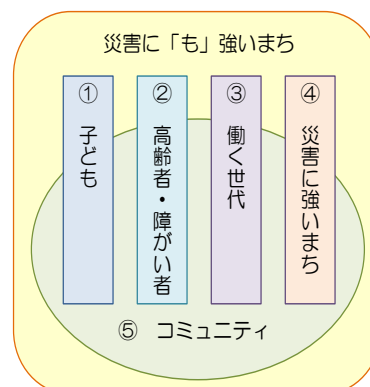 災害に「も」強いまち
① 子ども
② 高齢者・障がい者
③ 働く世代
④ 災害に強いまち
⑤ コミュニティ